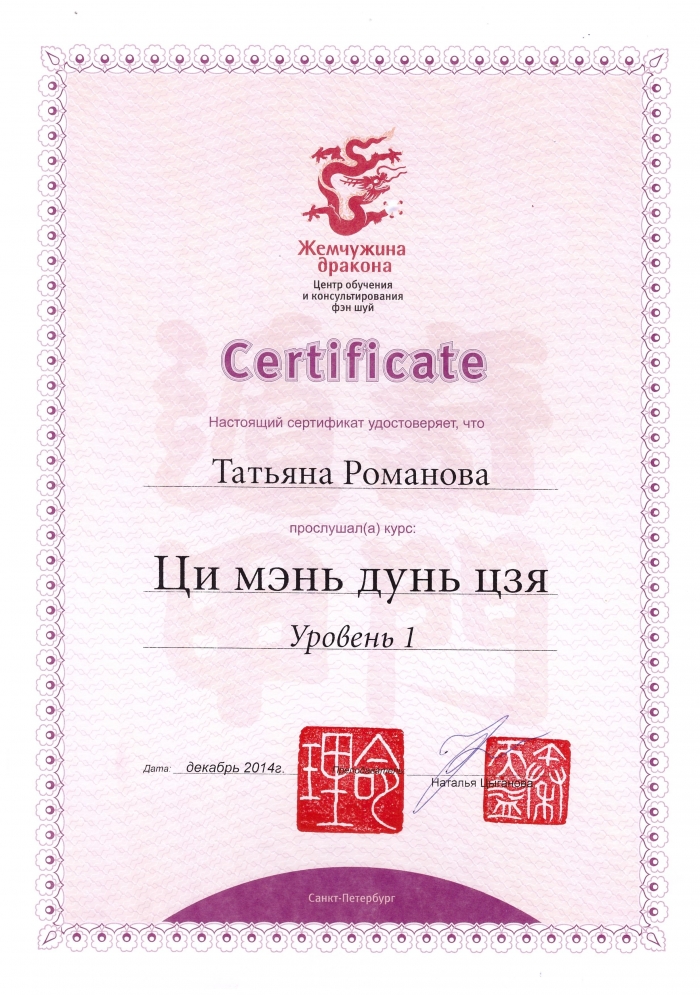 Жемчужина
дракона
Центр обучения
и консультирования
фэн шуй
Certificate
Настоящий сертификат удостоверяет, что
Татьяна Романова
прослушал(а) курс:
Ци мэнь дунь цзя
Уровень 1
Дата: декабрь 2014г. Преподаватель:
Наталья Цыганова
Санкт-Петербург